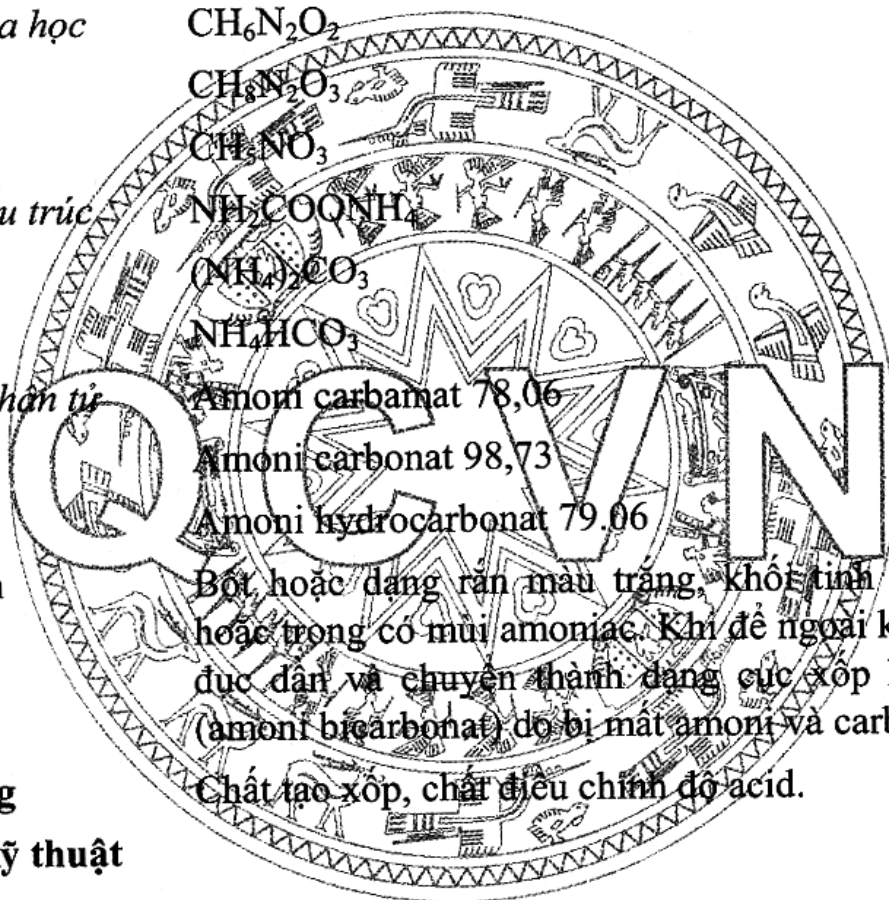 a học CH₆N₂O₂
CH₈N₂O₃
CH₅NO₃
u trúc NH₂COONH₄
(NH₄)₂CO₃
NH₄HCO₃
hân tử Amoni carbamat 78,06
Amoni carbonat 98,73
Amoni hydrocarbonat 79.06
Bột hoặc dạng rắn màu trắng, khối tinh
hoặc trong có mùi amoniac. Khi để ngoài k
đục dần và chuyển thành dạng cục xốp
(amoni bicarbonat) do bị mất amoni và carb
Chất tạo xốp, chất điều chỉnh độ acid.
g
ỹ thuật
QCVN